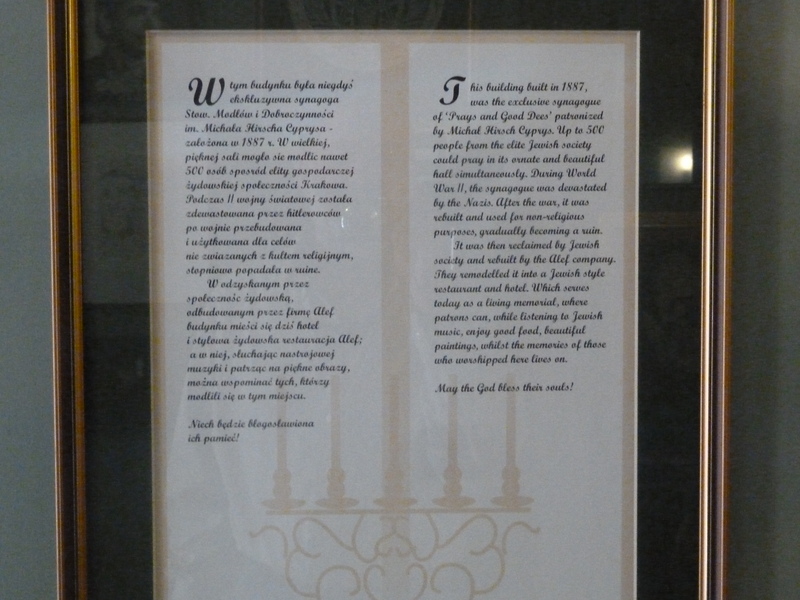 W tym budynku była niegdyś
ekskluzywna synagoga
Stow. Modłów i Dobroczynności
im. Michała Hirscha Cyprysa -
założona w 1887 r. W wielkiej,
pięknej sali mogło się modlic nawet
500 osób spośród elity gospodarczej
żydowskiej społeczności Krakowa.
Podczas II wojny światowej została
zdewastowana przez hitlerowców
po wojnie przebudowana
i użytkowana dla celów
nie związanych z kultem religijnym,
stopniowo popadała w ruine.
W odzyskanym przez
społeczność żydowską,
odbudowanym przez firmę Alef
budynku mieści się dziś hotel
i stylowa żydowska restauracja Alef;
a w niej, słuchając nastrojowej
muzyki i patrząc na piękne obrazy,
można wspominać tych, którzy
modlili się w tym miejscu.
Niech będzie błogosławiona
ich pamięć!
This building built in 1887,
was the exclusive synagogue
of 'Prays and Good Dees' patronized
by Michał Hirsch Cyprys. Up to 500
people from the elite Jewish society
could pray in its ornate and beautiful
hall simultaneously. During World
War II, the synagogue was devastated
by the Nazis. After the war, it was
rebuilt and used for non-religious
purposes, gradually becoming a ruin.
It was then reclaimed by Jewish
society and rebuilt by the Alef company.
They remodelled it into a Jewish style
restaurant and hotel. Which serves
today as a living memorial, where
patrons can, while listening to Jewish
music, enjoy good food, beautiful
paintings, whilst the memories of those
who worshipped here lives on.
May the God bless their souls!